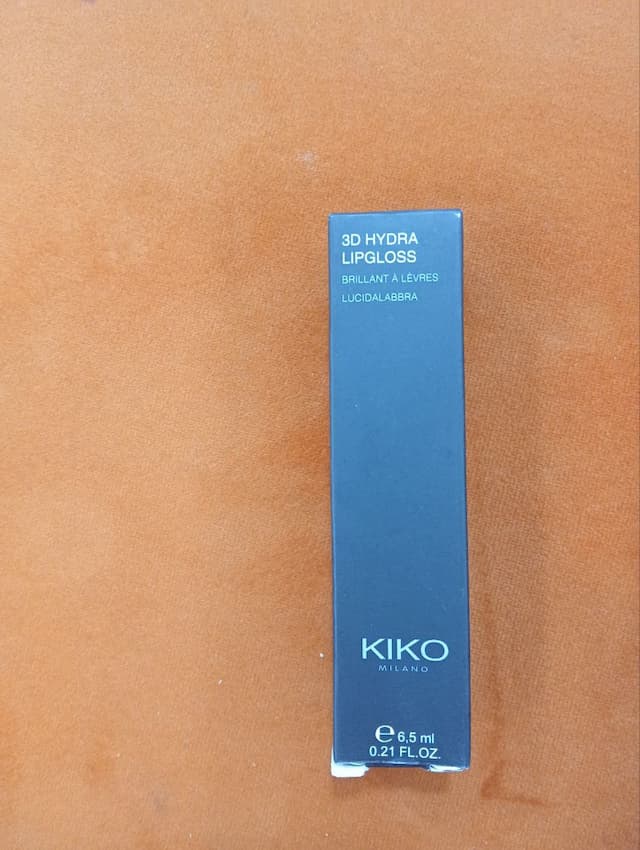 3D HYDRA
LIPGLOSS
BRILLANT À LÈVRES
LUCIDALABBRA
KIKO
MILANO
e 6,5 ml
0.21 FL.OZ.